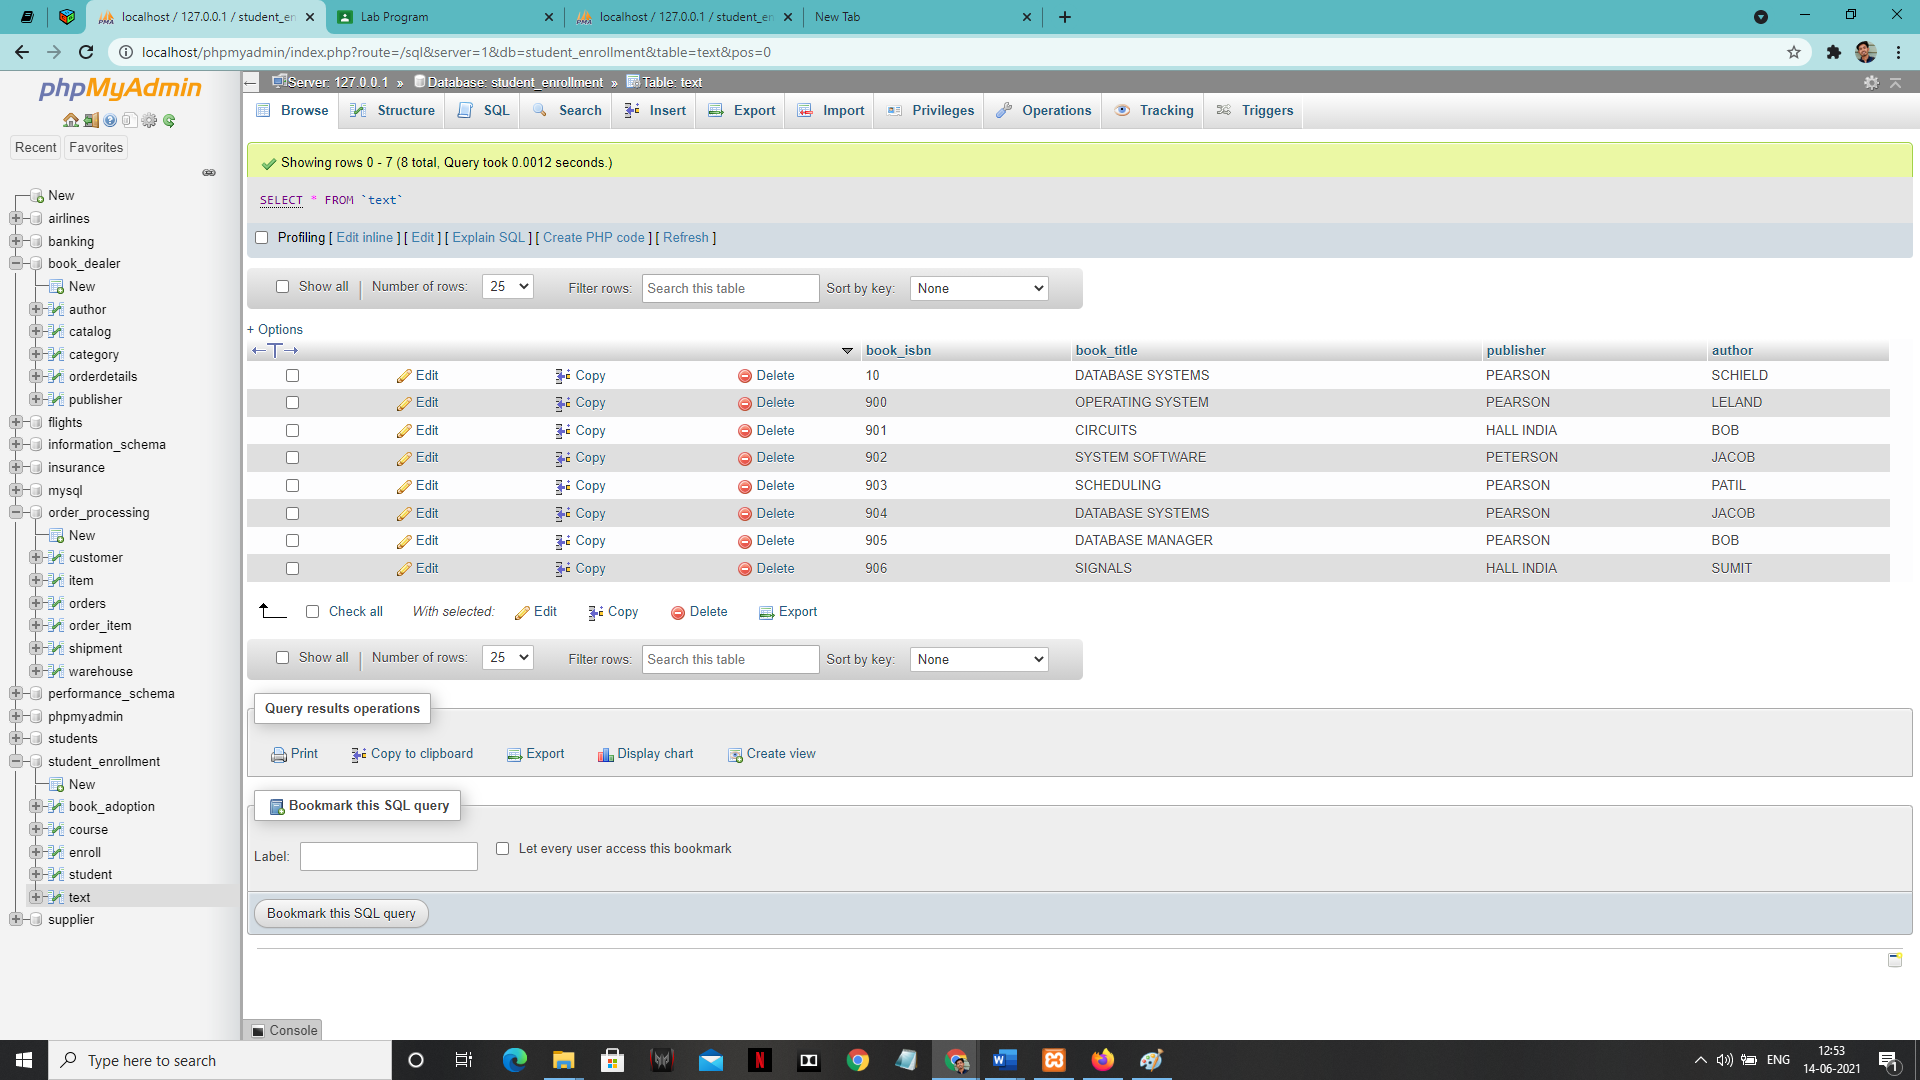 localhost / 127.0.0.1 / student_en
Lab Program
localhost / 127.0.0.1 / student_en
New Tab
localhost/phpmyadmin/index.php?route=/sql&server=1&db=student_enrollment&table=text&pos=0
phpMyAdmin
Recent Favorites
New
airlines
banking
book_dealer
New
author
catalog
category
orderdetails
publisher
flights
information_schema
insurance
mysql
order_processing
New
customer
item
orders
order_item
shipment
warehouse
performance_schema
phpmyadmin
students
student_enrollment
New
book_adoption
course
enroll
student
text
supplier
Server: 127.0.0.1 » Database: student_enrollment » Table: text
Browse Structure SQL Search Insert Export Import Privileges Operations Tracking Triggers
Showing rows 0 - 7 (8 total, Query took 0.0012 seconds.)
SELECT * FROM `text`
Profiling [ Edit inline ] [ Edit ] [ Explain SQL ] [ Create PHP code ] [ Refresh ]
Show all | Number of rows: 25 Filter rows: Search this table Sort by key: None
+ Options
←T→ book_isbn book_title publisher author
Edit Copy Delete 10 DATABASE SYSTEMS PEARSON SCHIELD
Edit Copy Delete 900 OPERATING SYSTEM PEARSON LELAND
Edit Copy Delete 901 CIRCUITS HALL INDIA BOB
Edit Copy Delete 902 SYSTEM SOFTWARE PETERSON JACOB
Edit Copy Delete 903 SCHEDULING PEARSON PATIL
Edit Copy Delete 904 DATABASE SYSTEMS PEARSON JACOB
Edit Copy Delete 905 DATABASE MANAGER PEARSON BOB
Edit Copy Delete 906 SIGNALS HALL INDIA SUMIT
Check all With selected: Edit Copy Delete Export
Show all | Number of rows: 25 Filter rows: Search this table Sort by key: None
Query results operations
Print Copy to clipboard Export Display chart Create view
Bookmark this SQL query
Label: Let every user access this bookmark
Bookmark this SQL query
Console
Type here to search
ENG
12:53
14-06-2021
1